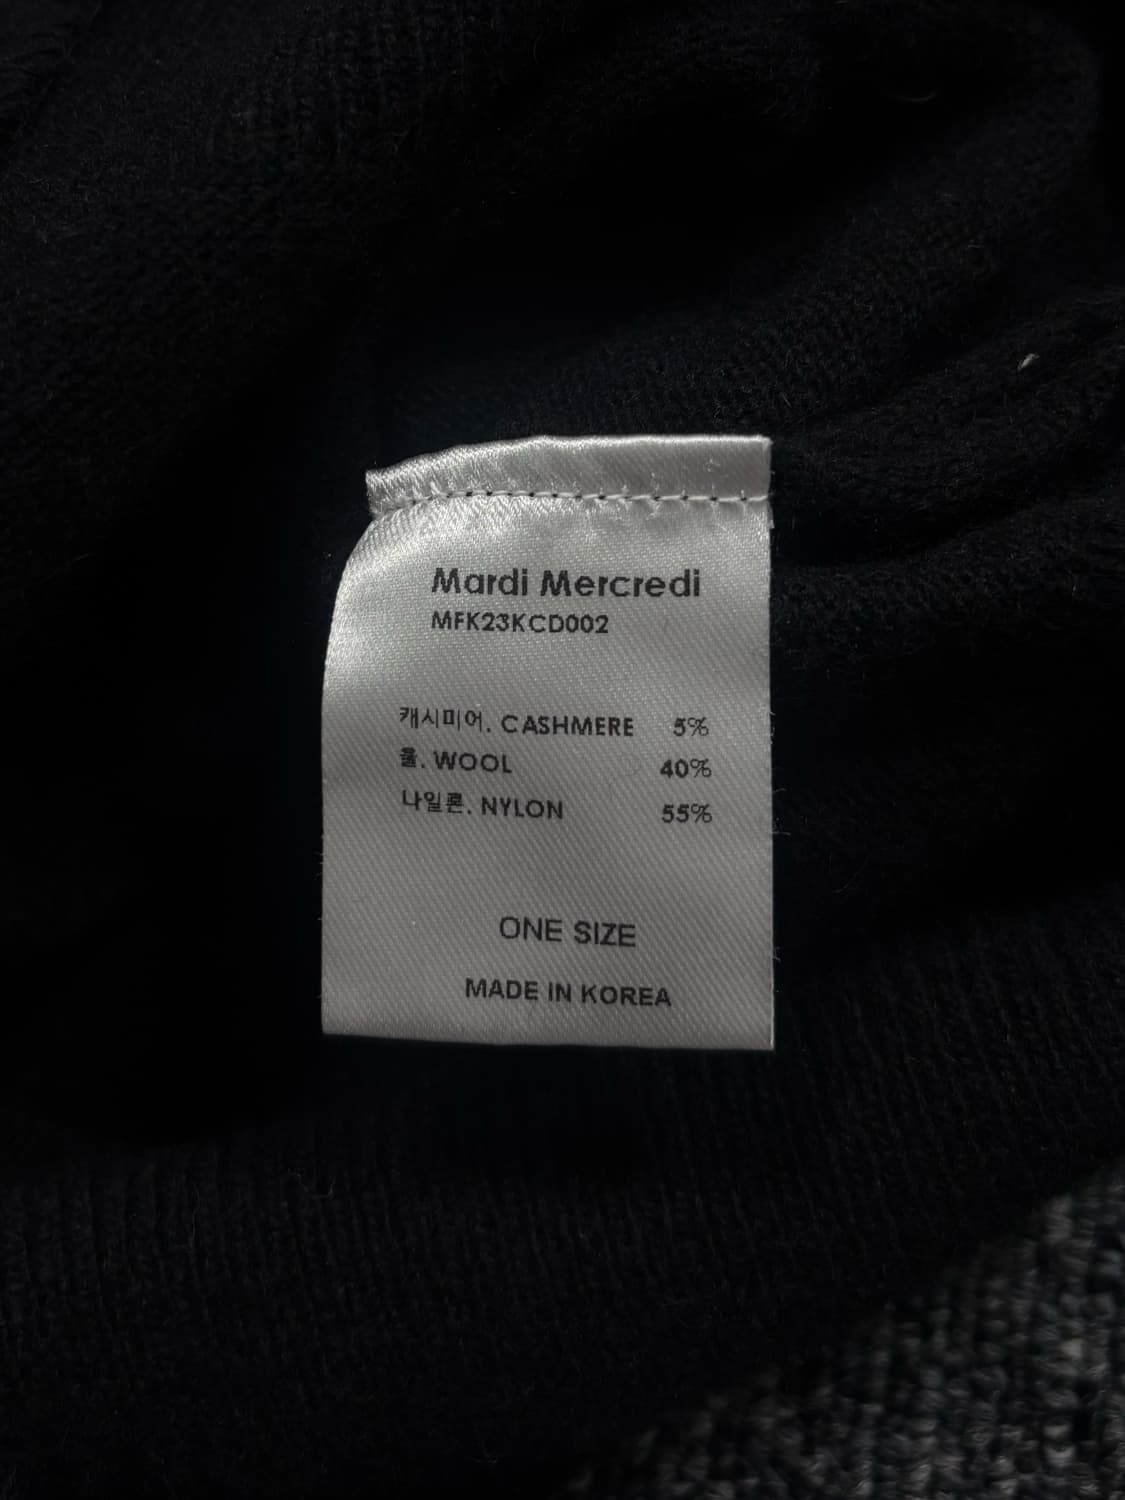 Mardi Mercredi
MFK23KCD002
캐시미어. CASHMERE 5%
울. WOOL 40%
나일론. NYLON 55%
ONE SIZE
MADE IN KOREA